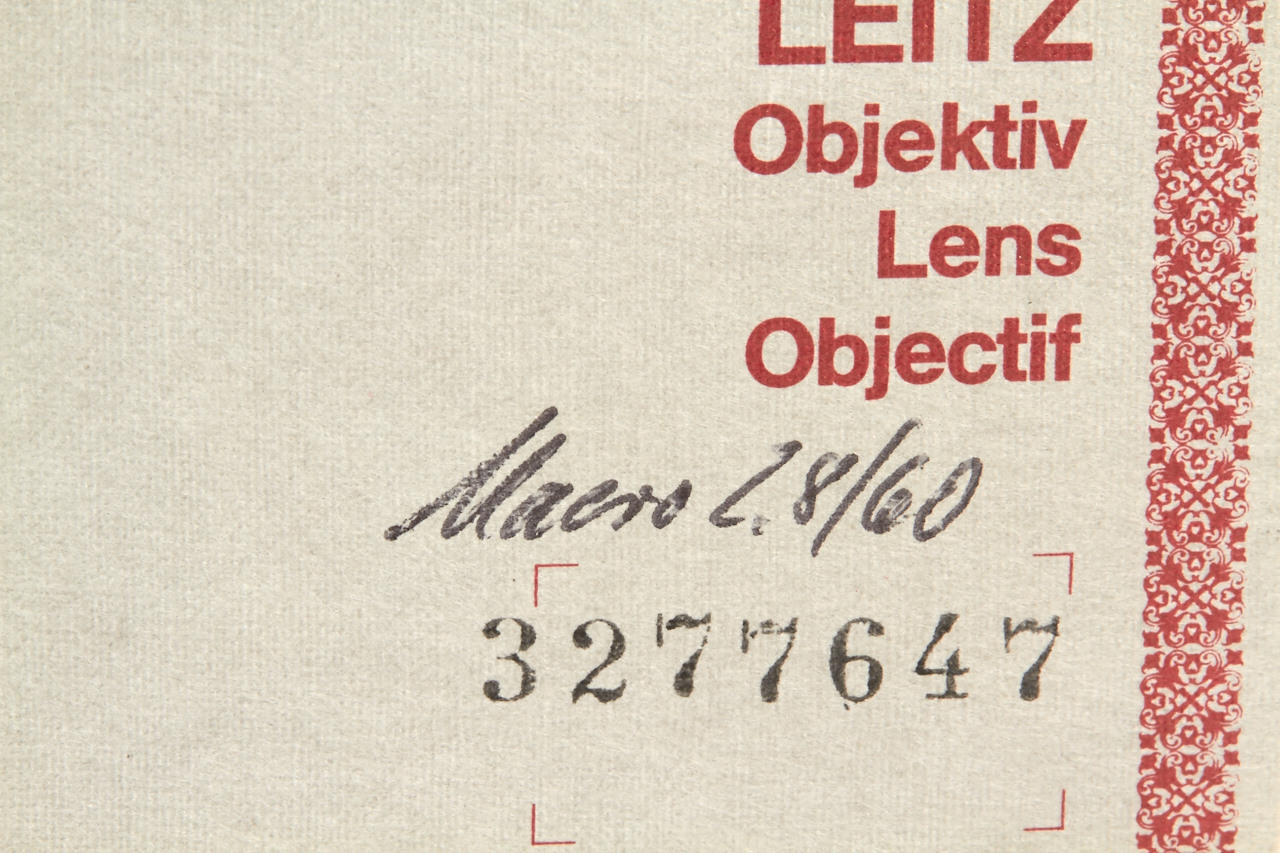 LEITZ
Objektiv
Lens
Objectif
Macro 2.8/60
3277647